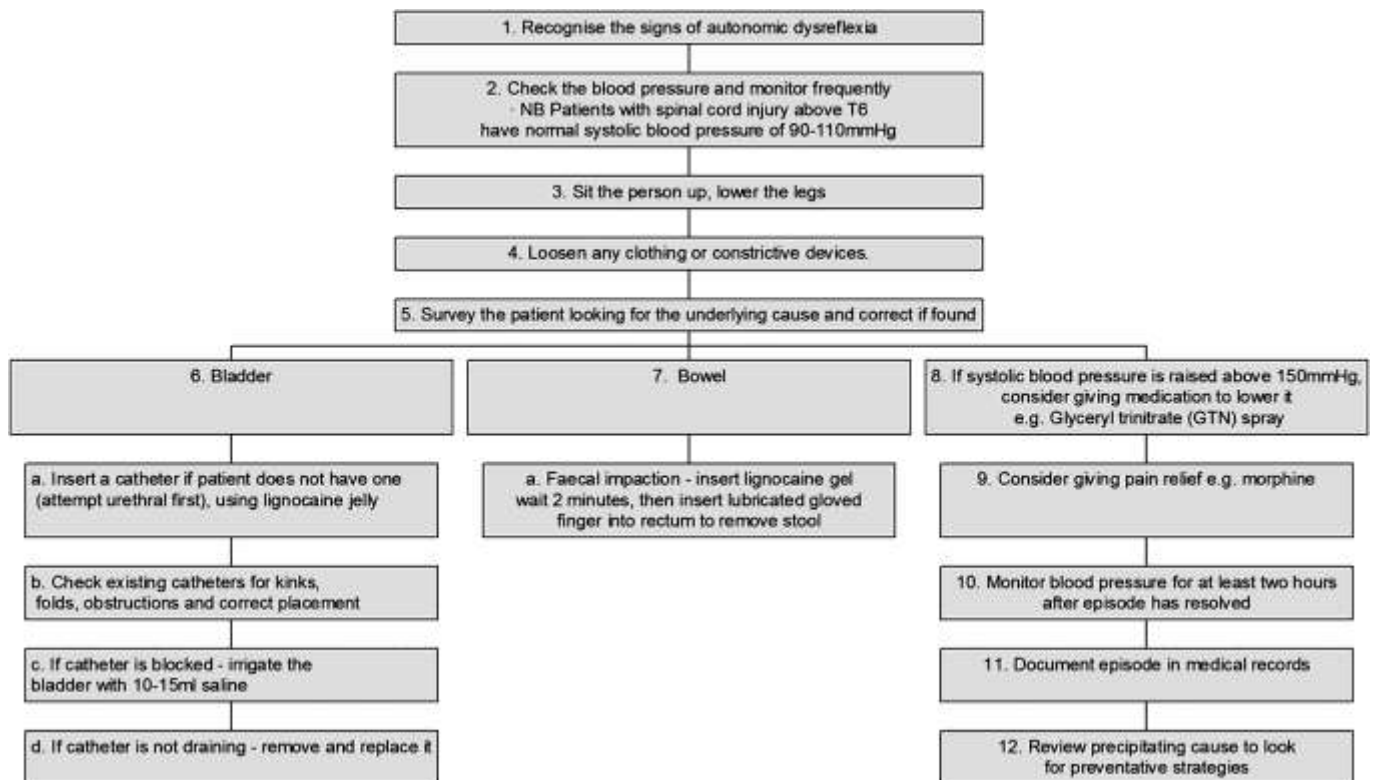 1. Recognise the signs of autonomic dysreflexia
2. Check the blood pressure and monitor frequently
- NB Patients with spinal cord injury above T6
have normal systolic blood pressure of 90-110mmHg
3. Sit the person up, lower the legs
4. Loosen any clothing or constrictive devices.
5. Survey the patient looking for the underlying cause and correct if found
6. Bladder
a. Insert a catheter if patient does not have one
(attempt urethral first), using lignocaine jelly
b. Check existing catheters for kinks,
folds, obstructions and correct placement
c. If catheter is blocked - irrigate the
bladder with 10-15ml saline
d. If catheter is not draining - remove and replace it
7. Bowel
a. Faecal impaction - insert lignocaine gel
wait 2 minutes, then insert lubricated gloved
finger into rectum to remove stool
8. If systolic blood pressure is raised above 150mmHg,
consider giving medication to lower it
e.g. Glyceryl trinitrate (GTN) spray
9. Consider giving pain relief e.g. morphine
10. Monitor blood pressure for at least two hours
after episode has resolved
11. Document episode in medical records
12. Review precipitating cause to look
for preventative strategies